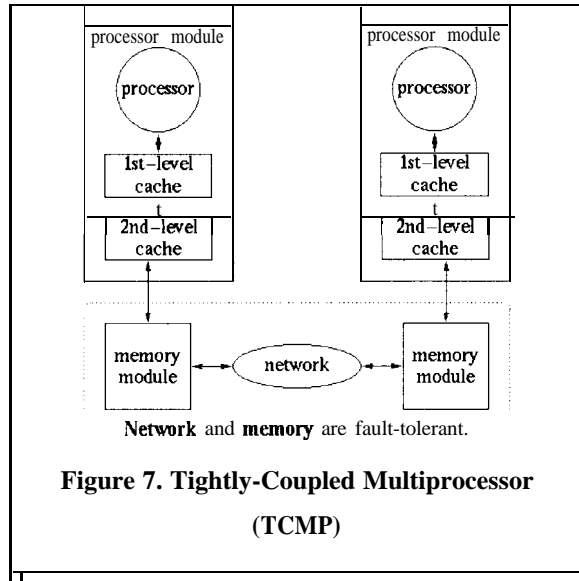 processor module
processor module
processor
processor
1st-level
cache
1st-level
cache
t
t
2nd-level
cache
2nd-level
cache
memory
module
network
memory
module
Network and memory are fault-tolerant.
Figure 7. Tightly-Coupled Multiprocessor
(TCMP)